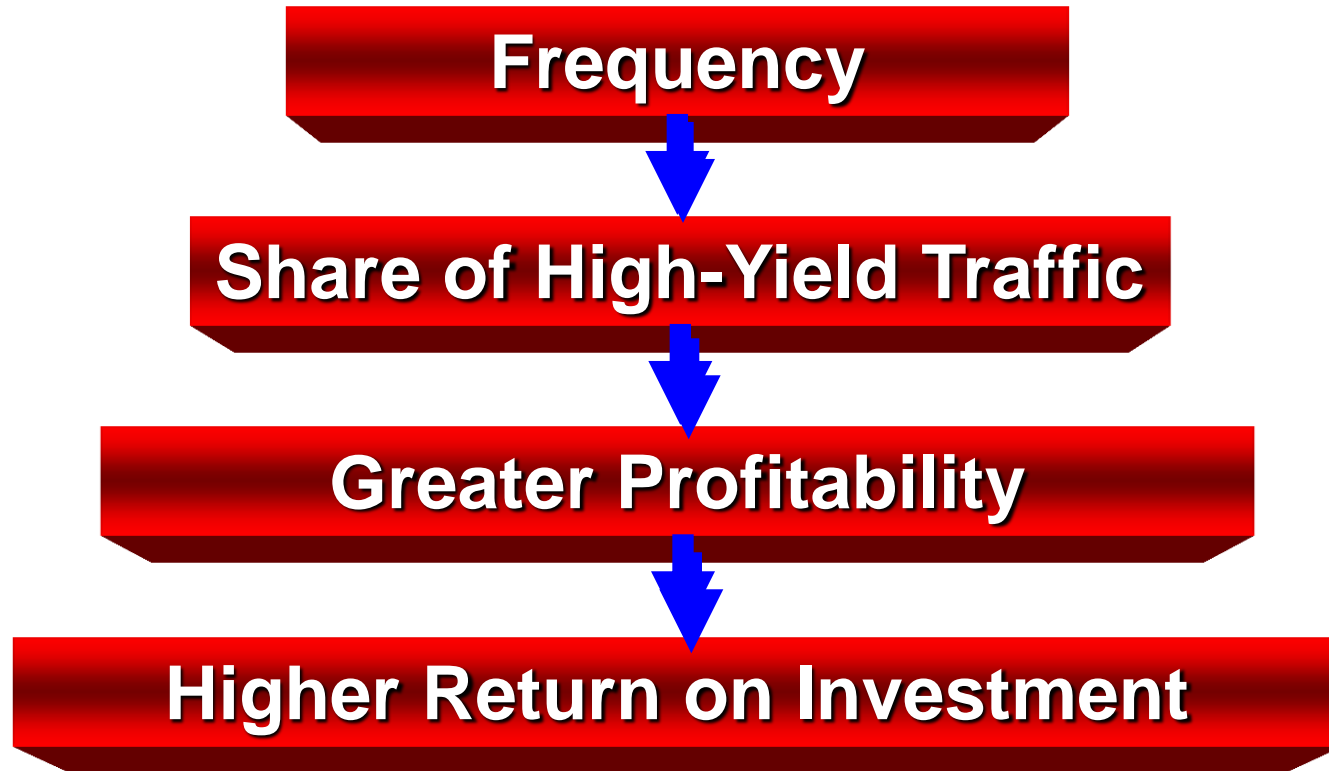 Frequency
Share of High-Yield Traffic
Greater Profitability
Higher Return on Investment